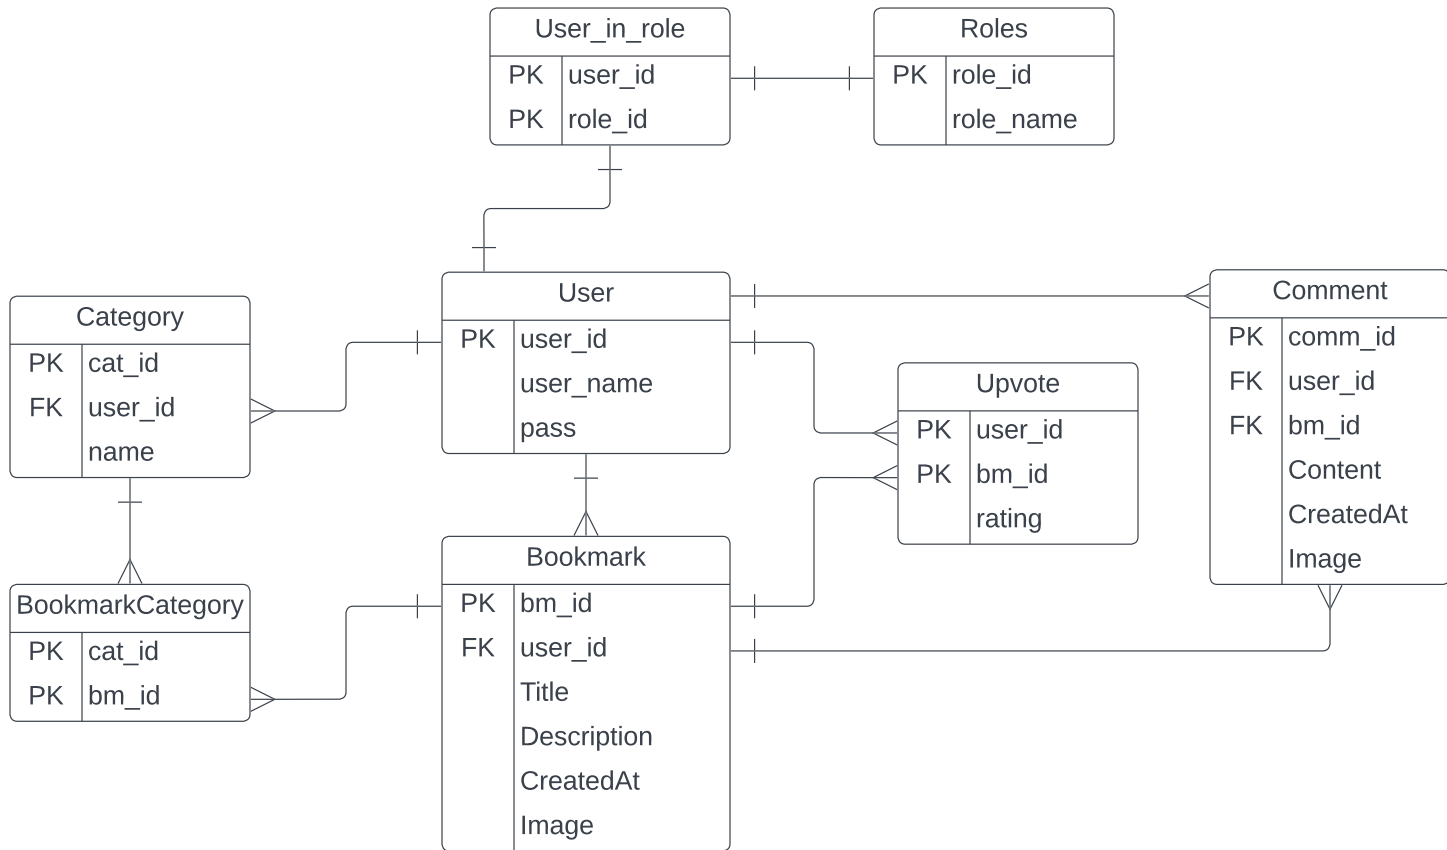 User_in_role
PK user_id
PK role_id
Roles
PK role_id
role_name
Category
PK cat_id
FK user_id
name
User
PK user_id
user_name
pass
Comment
PK comm_id
FK user_id
FK bm_id
Content
CreatedAt
Image
Upvote
PK user_id
PK bm_id
rating
BookmarkCategory
PK cat_id
PK bm_id
Bookmark
PK bm_id
FK user_id
Title
Description
CreatedAt
Image